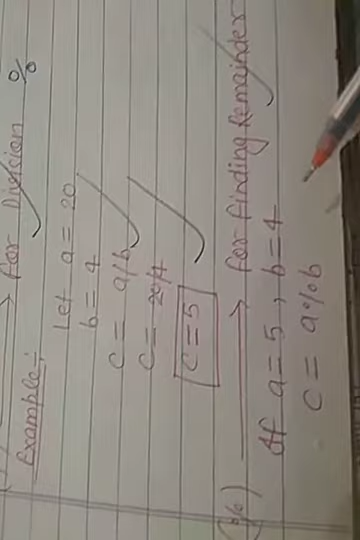 (/) → for Division %
Example:
Let a = 20
b = 4
c = a/b
c = 20/4
c = 5
(%) → for finding Remainder
If a = 5, b = 4
c = a%b